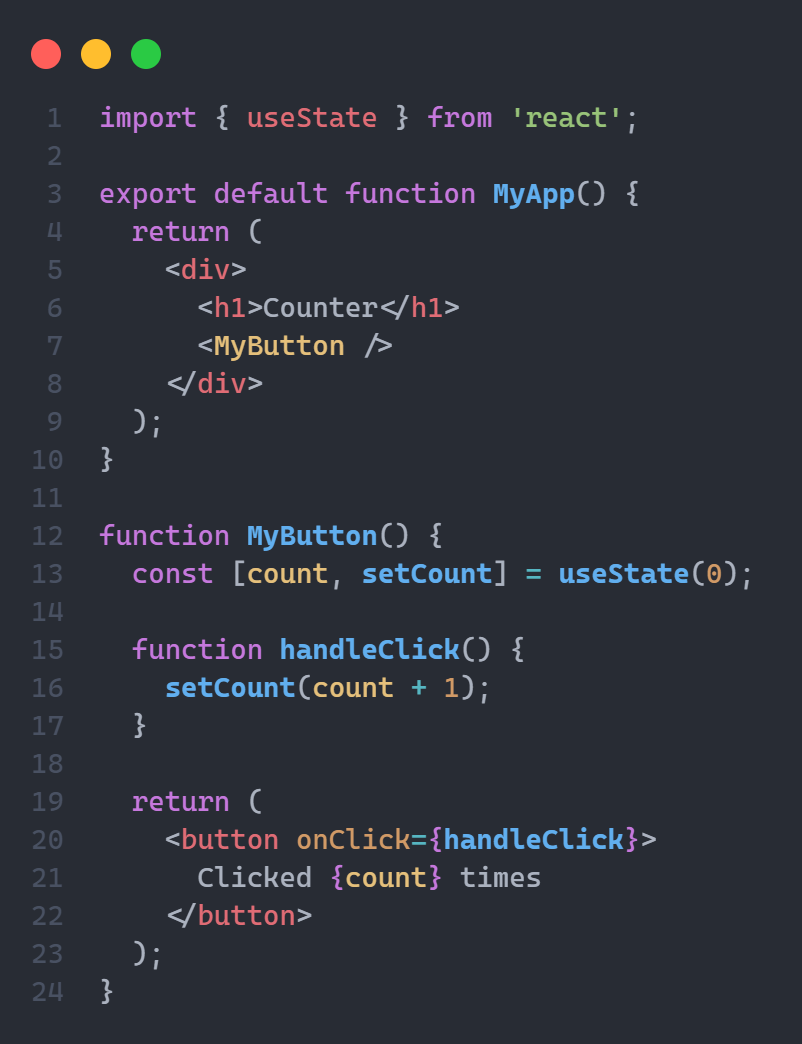 1 import { useState } from 'react';
2
3 export default function MyApp() {
4   return (
5     <div>
6       <h1>Counter</h1>
7       <MyButton />
8     </div>
9   );
10 }
11
12 function MyButton() {
13   const [count, setCount] = useState(0);
14
15   function handleClick() {
16     setCount(count + 1);
17   }
18
19   return (
20     <button onClick={handleClick}>
21       Clicked {count} times
22     </button>
23   );
24 }